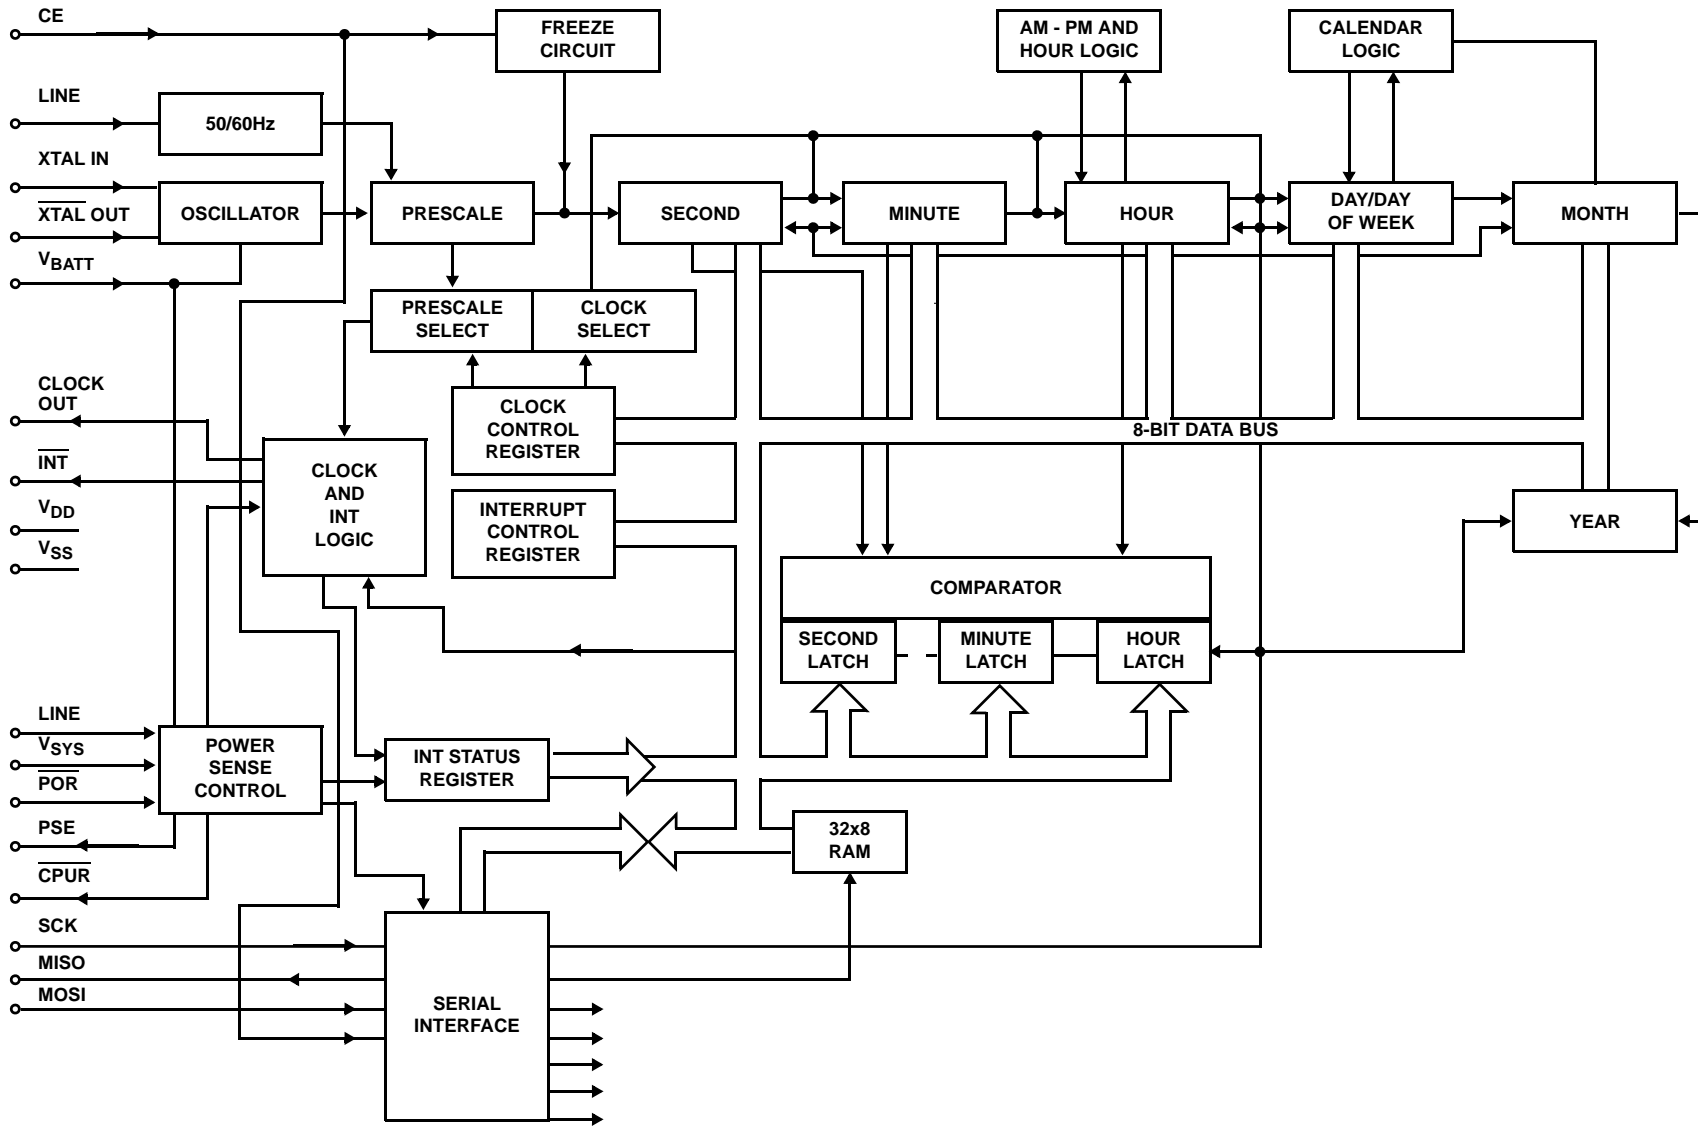 CE
FREEZE
CIRCUIT
AM - PM AND
HOUR LOGIC
CALENDAR
LOGIC
LINE
50/60Hz
XTAL IN
XTAL OUT
OSCILLATOR
PRESCALE
SECOND
MINUTE
HOUR
DAY/DAY
OF WEEK
MONTH
VBATT
PRESCALE
SELECT
CLOCK
SELECT
CLOCK
OUT
CLOCK
CONTROL
REGISTER
8-BIT DATA BUS
INT
CLOCK
AND
INT
LOGIC
VDD
VSS
INTERRUPT
CONTROL
REGISTER
YEAR
COMPARATOR
SECOND
LATCH
MINUTE
LATCH
HOUR
LATCH
LINE
VSYS
POR
POWER
SENSE
CONTROL
INT STATUS
REGISTER
PSE
32x8
RAM
CPUR
SCK
MISO
MOSI
SERIAL
INTERFACE